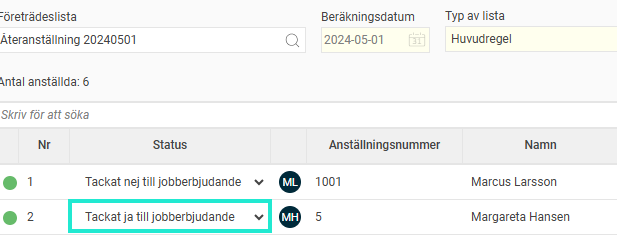 Företrädeslista Beräkningsdatum Typ av lista
Återanställning 20240501 2024-05-01 31 Huvudregel
Antal anställda: 6
Skriv för att söka
Nr Status Anställningsnummer Namn
1 Tackat nej till jobberbjudande ML 1001 Marcus Larsson
2 Tackat ja till jobberbjudande MH 5 Margareta Hansen